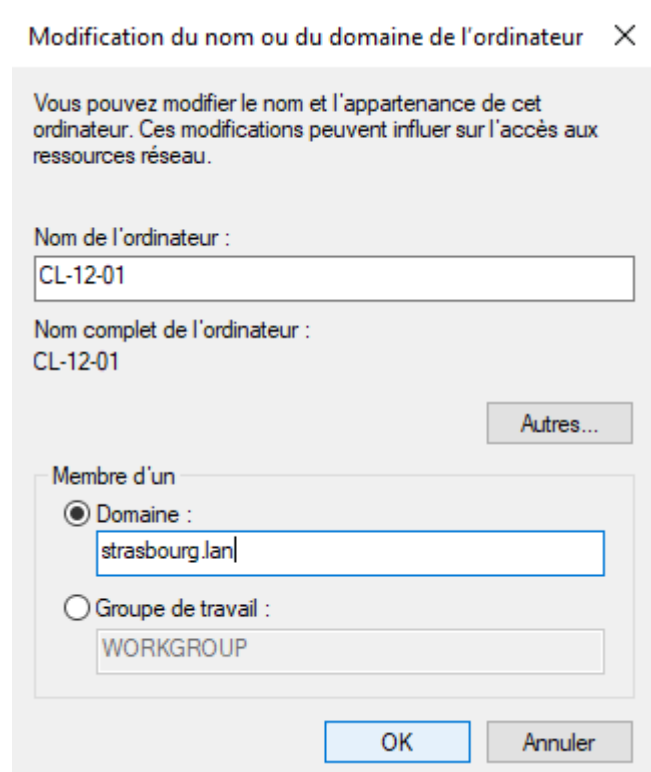 Modification du nom ou du domaine de l'ordinateur
Vous pouvez modifier le nom et l'appartenance de cet
ordinateur. Ces modifications peuvent influer sur l'accès aux
ressources réseau.
Nom de l'ordinateur :
CL-12-01
Nom complet de l'ordinateur :
CL-12-01
Autres...
Membre d'un
Domaine :
strasbourg.lan
Groupe de travail :
WORKGROUP
OK
Annuler